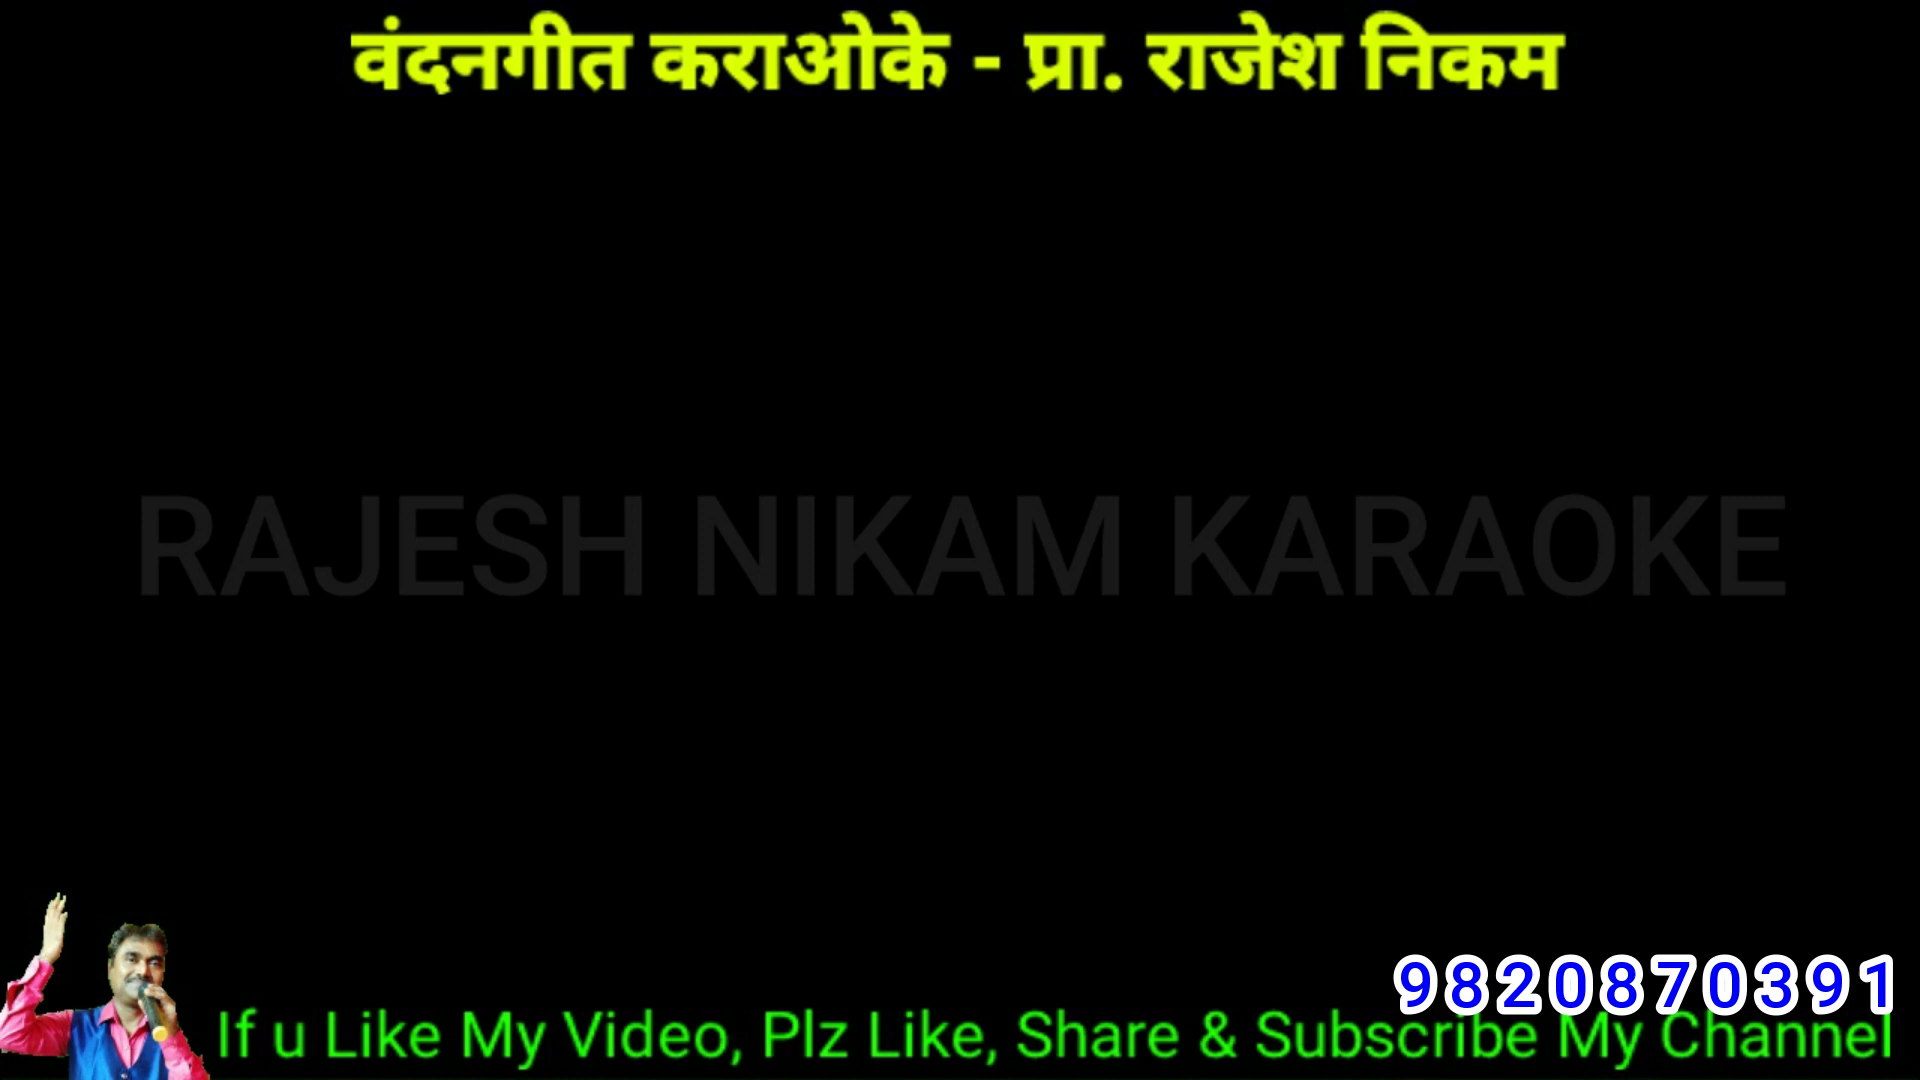 वंदनगीत कराओके - प्रा. राजेश निकम
RAJESH NIKAM KARAOKE
9820870391
If u Like My Video, Plz Like, Share & Subscribe My Channel